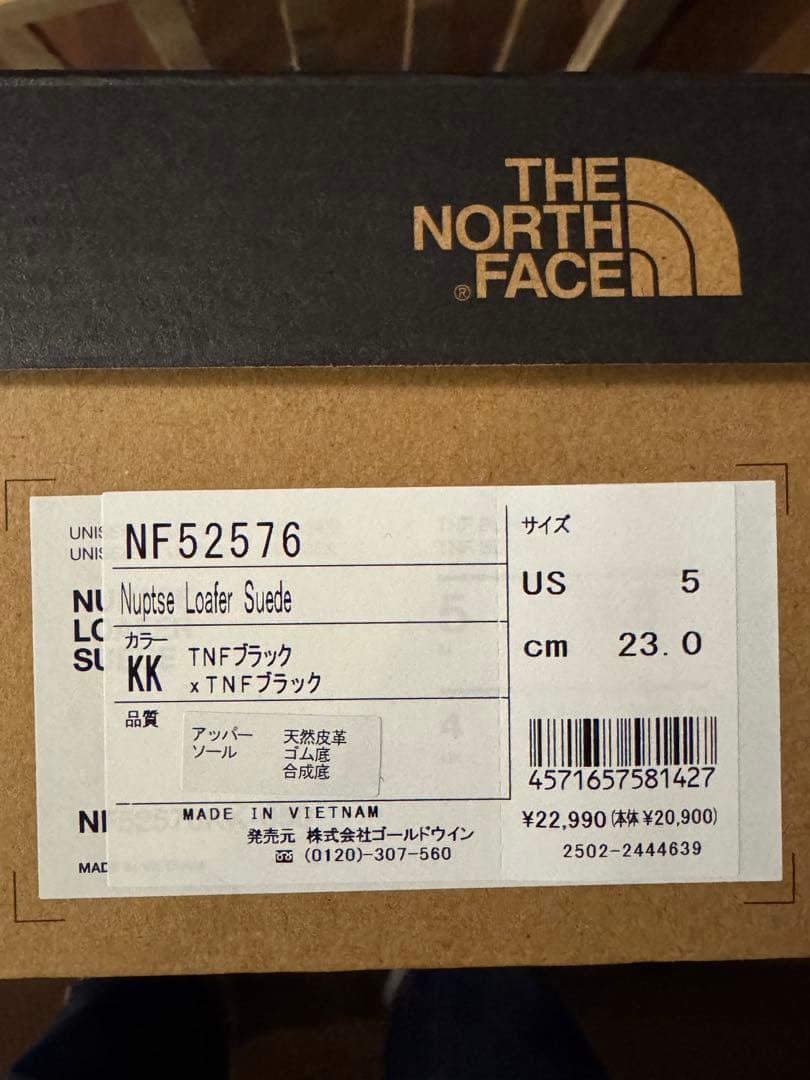 THE
NORTH
FACE
®
NF52576
Nuptse Loafer Suede
カラー
KK
TNFブラック
xTNFブラック
品質
アッパー 天然皮革
ソール ゴム底
合成底
MADE IN VIETNAM
発売元 株式会社ゴールドウイン
(0120)-307-560
サイズ
US 5
cm 23.0
4571657581427
¥22,990(本体¥20,900)
2502-2444639